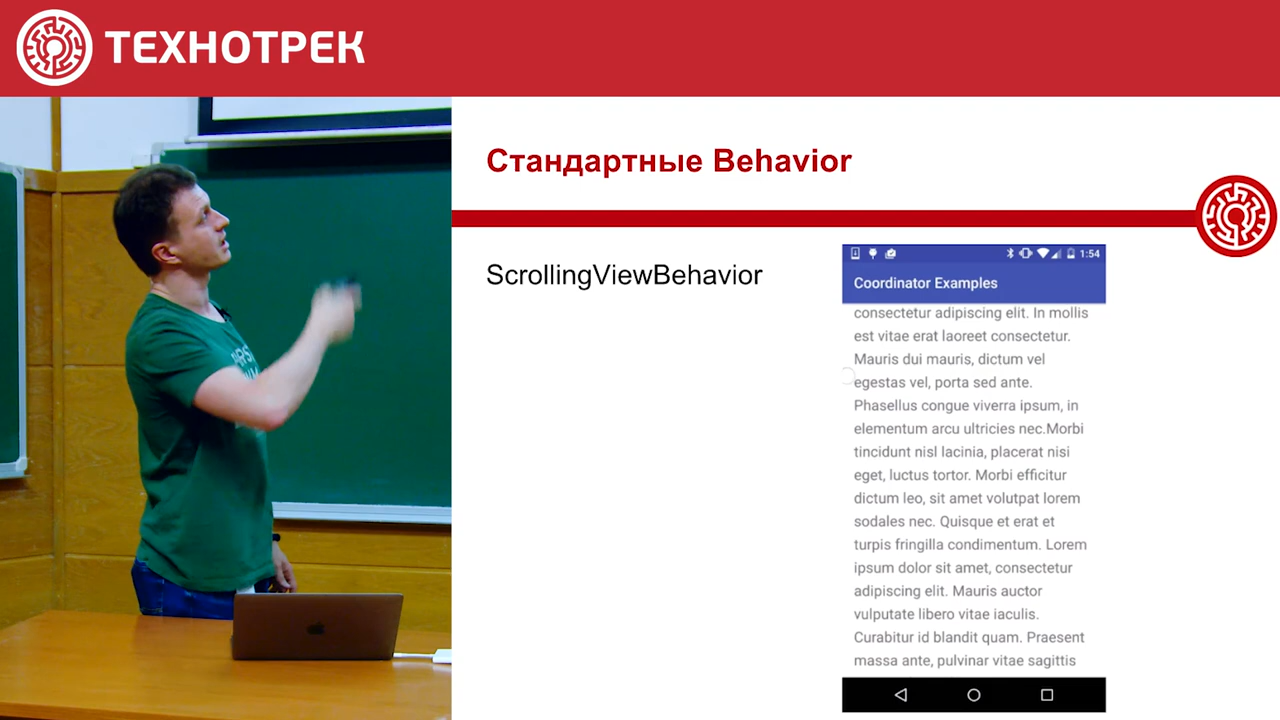 ТЕХНОТРЕК
Стандартные Behavior
ScrollingViewBehavior
1:54
Coordinator Examples
consectetur adipiscing elit. In mollis
est vitae erat laoreet consectetur.
Mauris dui mauris, dictum vel
egestas vel, porta sed ante.
Phasellus congue viverra ipsum, in
elementum arcu ultricies nec.Morbi
tincidunt nisl lacinia, placerat nisi
eget, luctus tortor. Morbi efficitur
dictum leo, sit amet volutpat lorem
sodales nec. Quisque et erat et
turpis fringilla condimentum. Lorem
ipsum dolor sit amet, consectetur
adipiscing elit. Mauris auctor
vulputate libero vitae iaculis.
Curabitur id blandit quam. Praesent
massa ante, pulvinar vitae sagittis